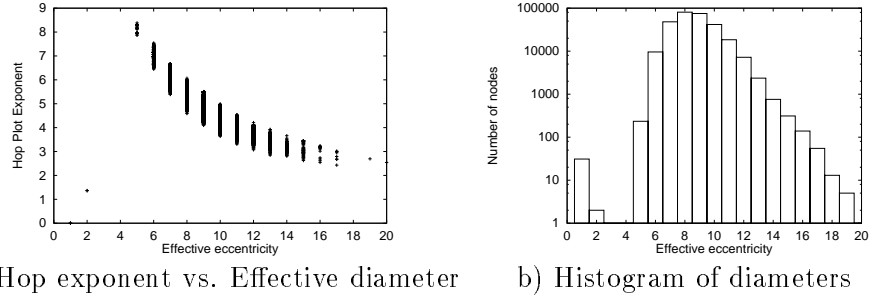 9
8
7
6
5
4
3
2
1
0
Hop Plot Exponent
0 2 4 6 8 10 12 14 16 18 20
Effective eccentricity
Hop exponent vs. Effective diameter
100000
10000
1000
100
10
1
Number of nodes
0 2 4 6 8 10 12 14 16 18 20
Effective eccentricity
b) Histogram of diameters